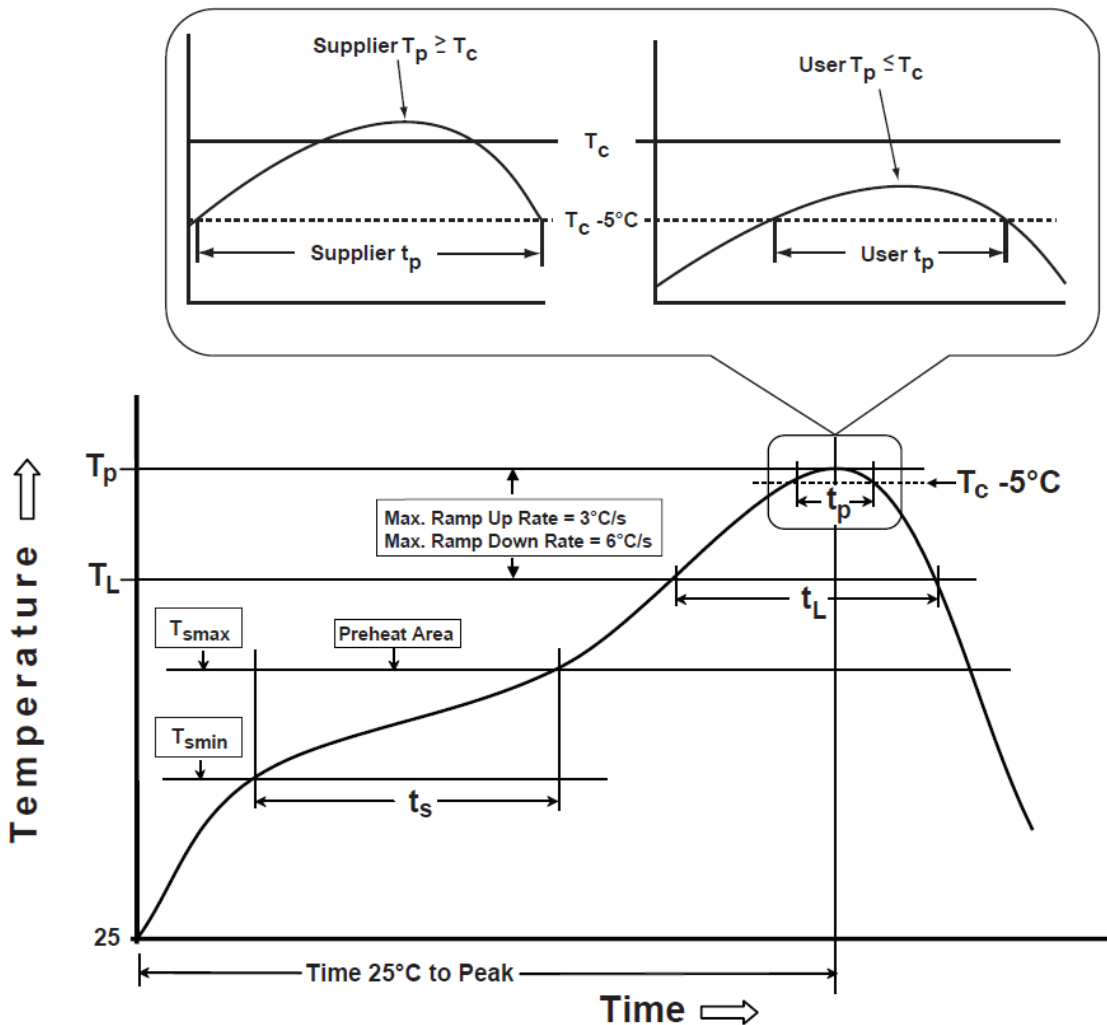 Supplier Tp ≥ Tc
User Tp ≤ Tc
Tc
Tc -5°C
Supplier tp
User tp
Tp
Tc -5°C
tp
Max. Ramp Up Rate = 3°C/s
Max. Ramp Down Rate = 6°C/s
TL
tL
Tsmax
Preheat Area
Tsmin
ts
Temperature
25
Time 25°C to Peak
Time